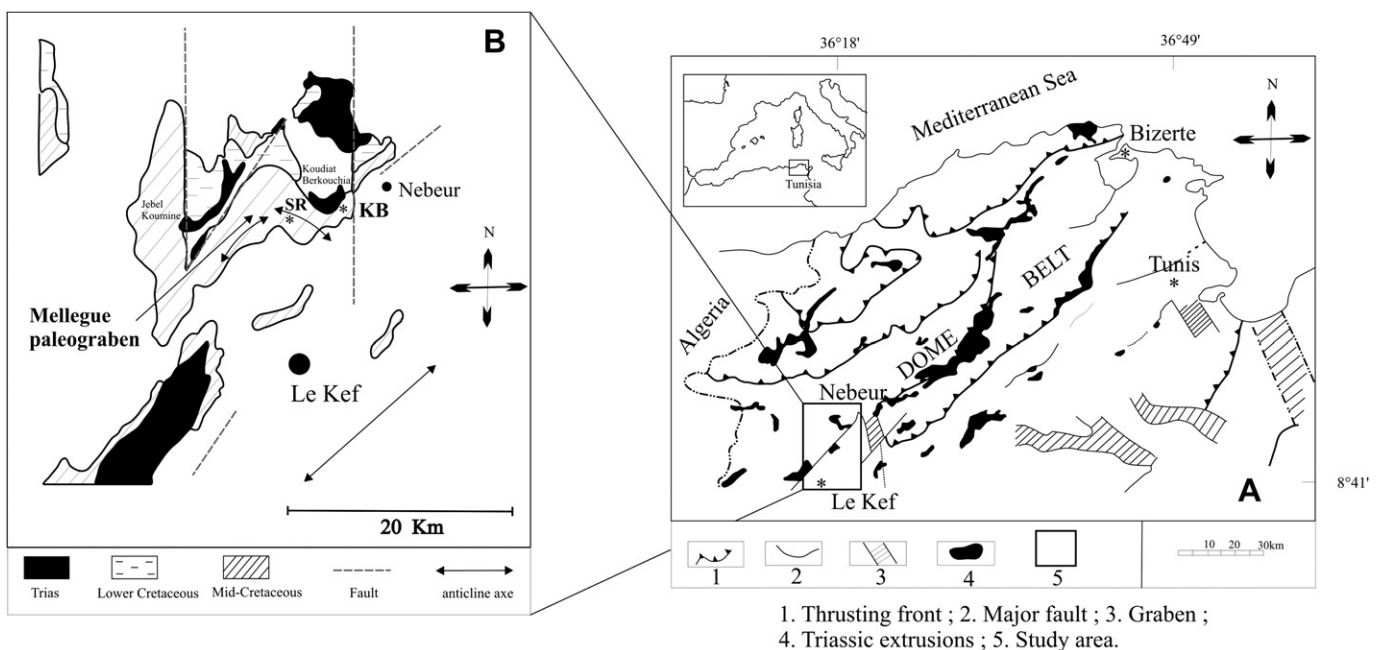 B
Koudiat
Berkouchia
Jebel
Koumine
SR
*
*
KB
Nebeur
N
Mellegue
paleograben
Le Kef
20 Km
Trias
Lower Cretaceous
Mid-Cretaceous
Fault
anticline axe
36°18'
36°49'
Mediterranean Sea
N
Bizerte
*
Tunisia
BELT
Tunis
*
Algeria
DOME
Nebeur
*
Le Kef
A
8°41'
1
2
3
4
5
10 20 30km
1. Thrusting front ; 2. Major fault ; 3. Graben ;
4. Triassic extrusions ; 5. Study area.